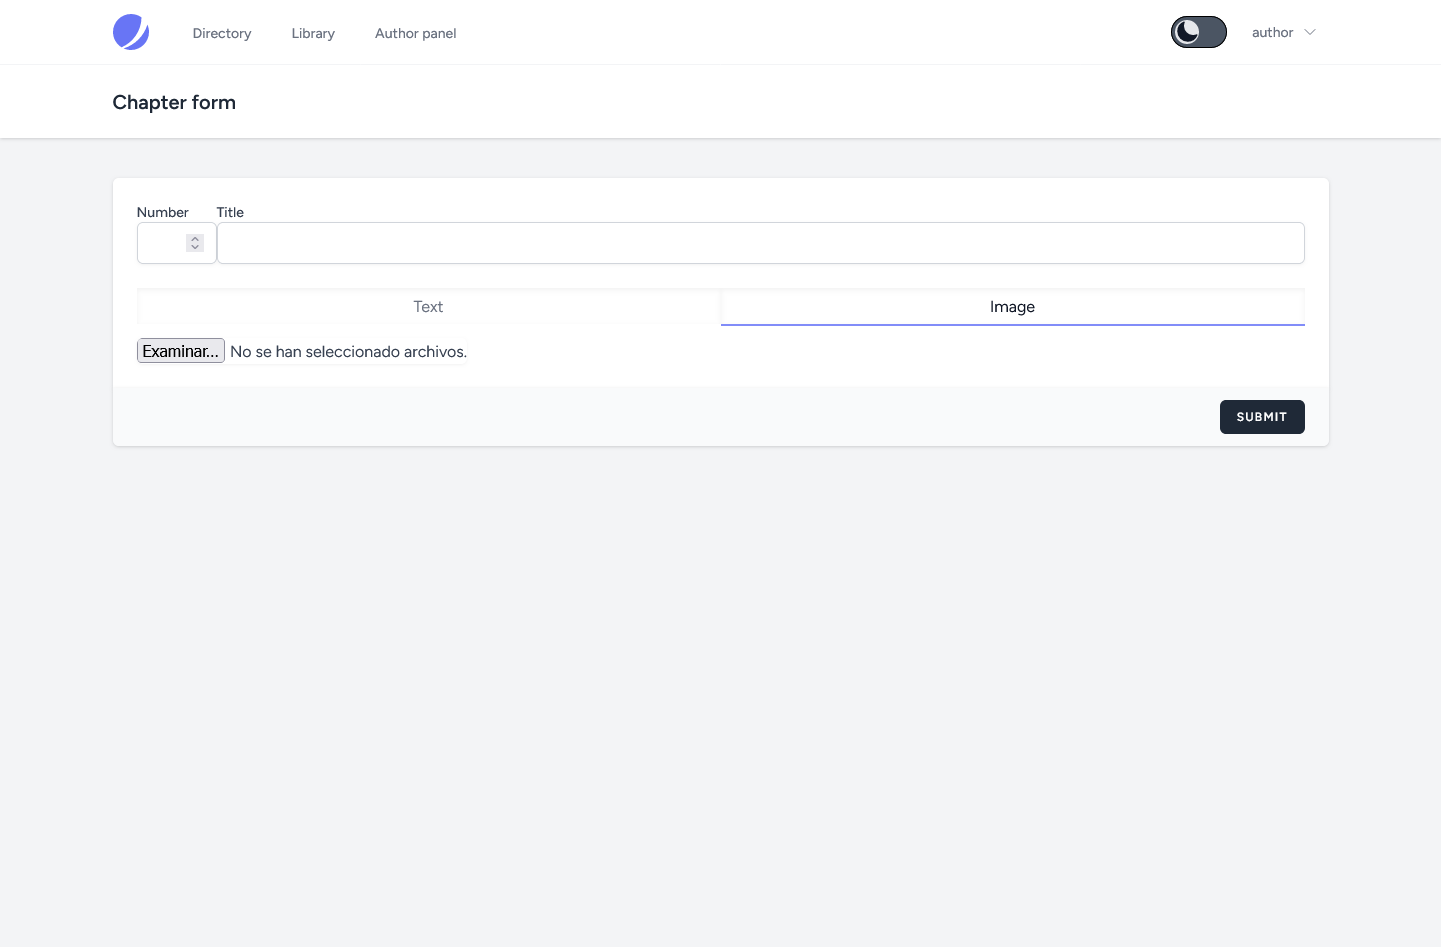 Directory Library Author panel author
Chapter form
Number Title
Text Image
Examinar... No se han seleccionado archivos.
SUBMIT